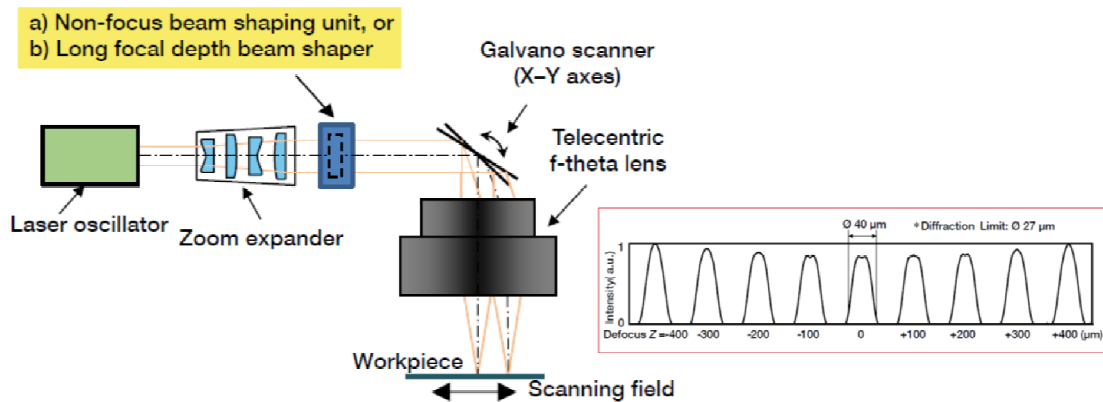 a) Non-focus beam shaping unit, or
b) Long focal depth beam shaper
Galvano scanner
(X–Y axes)
Telecentric
f-theta lens
Laser oscillator
Zoom expander
Ø 40 µm
*Diffraction Limit: Ø 27 µm
Intensity( a.u.)
1
0
Defocus Z =-400 -300 -200 -100 0 +100 +200 +300 +400 (µm)
Workpiece
Scanning field